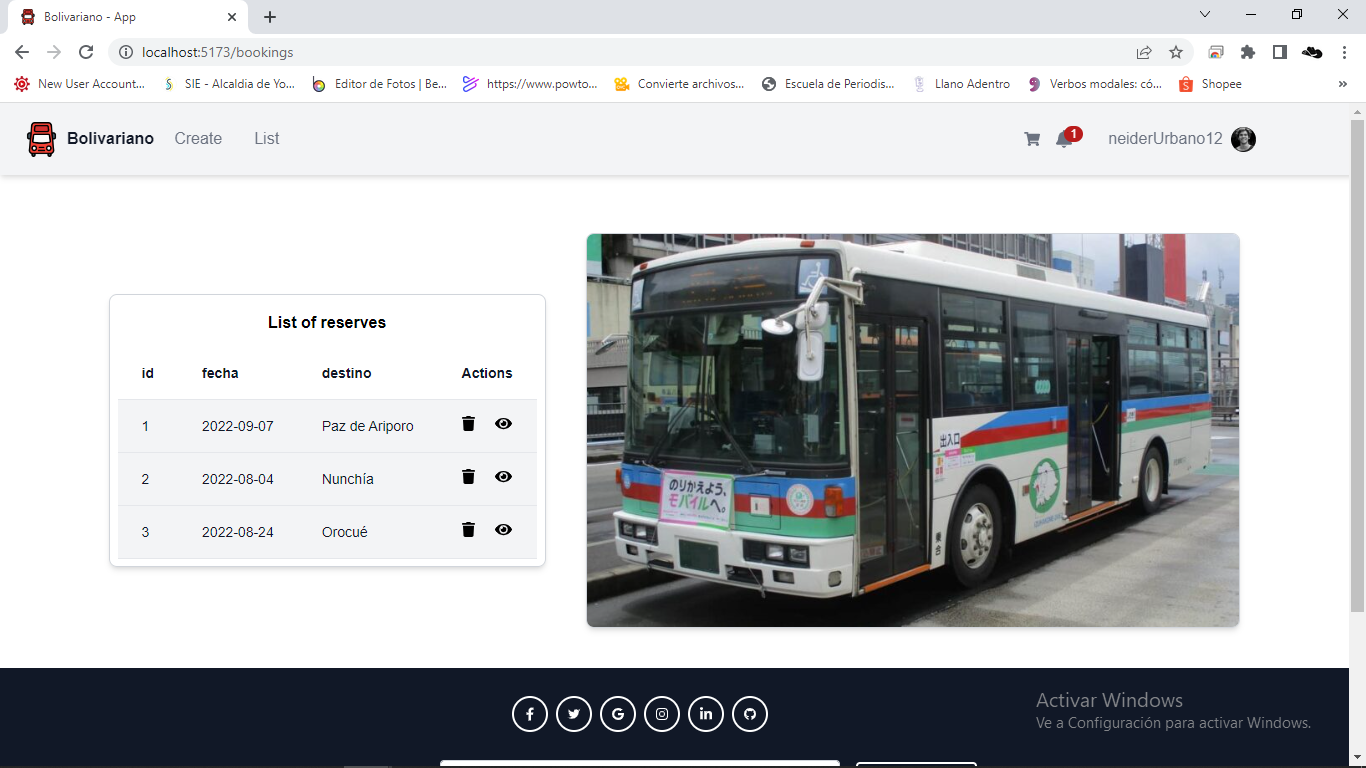 Bolivariano - App
localhost:5173/bookings
New User Account...
SIE - Alcaldia de Yo...
Editor de Fotos | Be...
https://www.powto...
Convierte archivos...
Escuela de Periodis...
Llano Adentro
Verbos modales: có...
Shopee
»
Bolivariano Create List
1
neiderUrbano12
List of reserves
id fecha destino Actions
1 2022-09-07 Paz de Ariporo
2 2022-08-04 Nunchía
3 2022-08-24 Orocué
出入口
のりかえよう、
モバイルへ。
乗合
Activar Windows
Ve a Configuración para activar Windows.